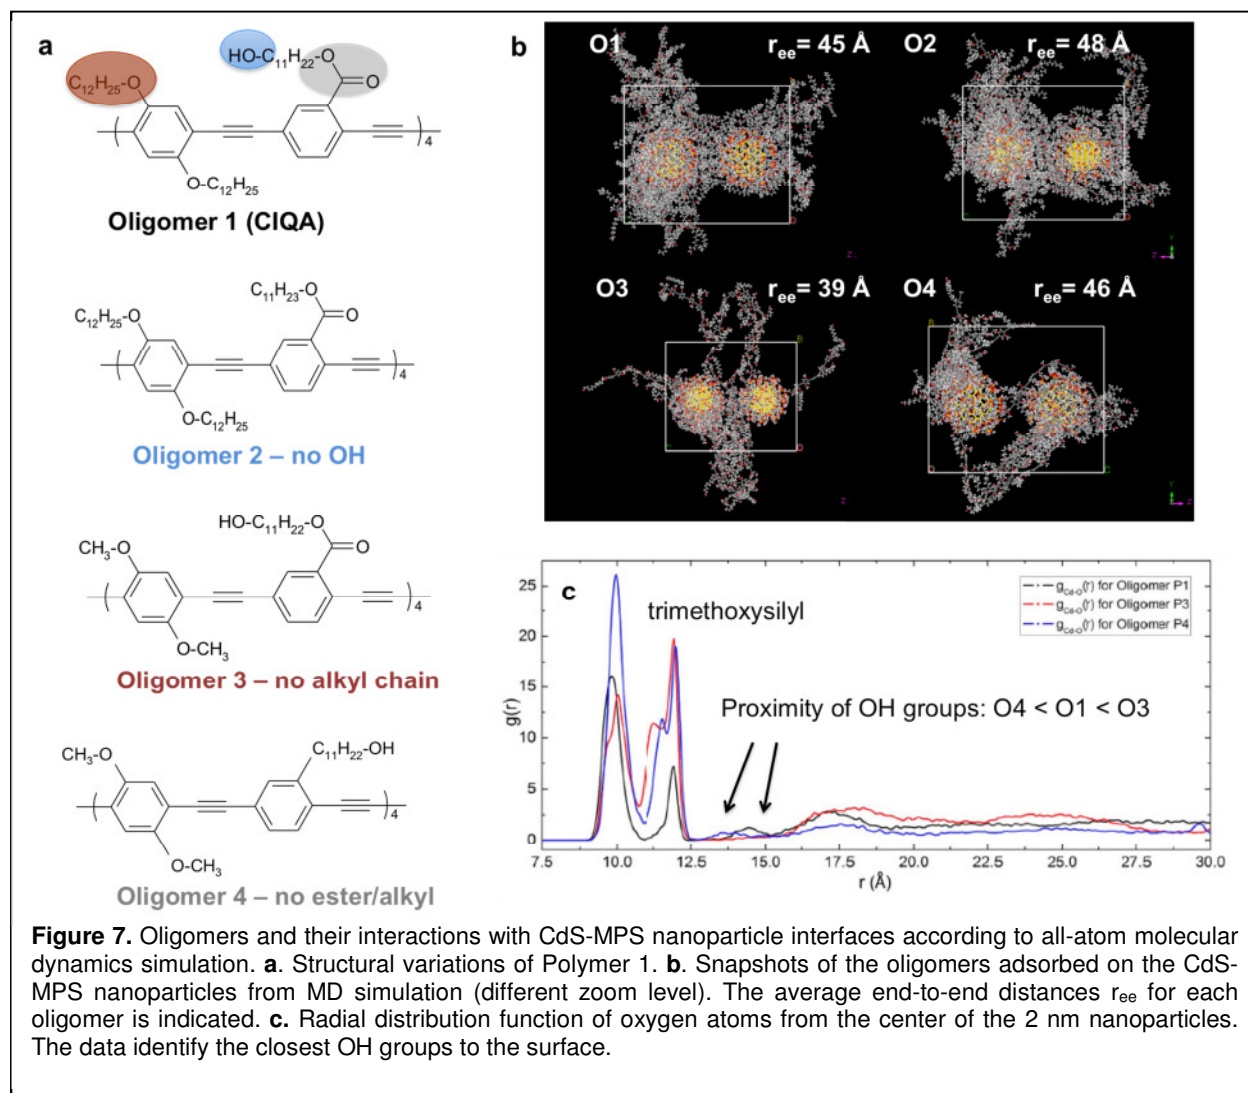 a
HO-C₁₁H₂₂-O
O
C₁₂H₂₅-O
O-C₁₂H₂₅
4
Oligomer 1 (CIQA)
C₁₁H₂₃-O
O
C₁₂H₂₅-O
O-C₁₂H₂₅
4
Oligomer 2 – no OH
HO-C₁₁H₂₂-O
O
CH₃-O
O-CH₃
4
Oligomer 3 – no alkyl chain
CH₃-O
C₁₁H₂₂-OH
O-CH₃
4
Oligomer 4 – no ester/alkyl
b
O1 rₑₑ= 45 Å
O2 rₑₑ= 48 Å
O3 rₑₑ= 39 Å
O4 rₑₑ= 46 Å
c
trimethoxysilyl
Proximity of OH groups: O4 < O1 < O3
g_Cd-O(r) for Oligomer P1
g_Cd-O(r) for Oligomer P3
g_Cd-O(r) for Oligomer P4
g(r)
25
20
15
10
5
0
7.5 10.0 12.5 15.0 17.5 20.0 22.5 25.0 27.5 30.0
r (Å)
Figure 7. Oligomers and their interactions with CdS-MPS nanoparticle interfaces according to all-atom molecular
dynamics simulation. a. Structural variations of Polymer 1. b. Snapshots of the oligomers adsorbed on the CdS-
MPS nanoparticles from MD simulation (different zoom level). The average end-to-end distances rₑₑ for each
oligomer is indicated. c. Radial distribution function of oxygen atoms from the center of the 2 nm nanoparticles.
The data identify the closest OH groups to the surface.